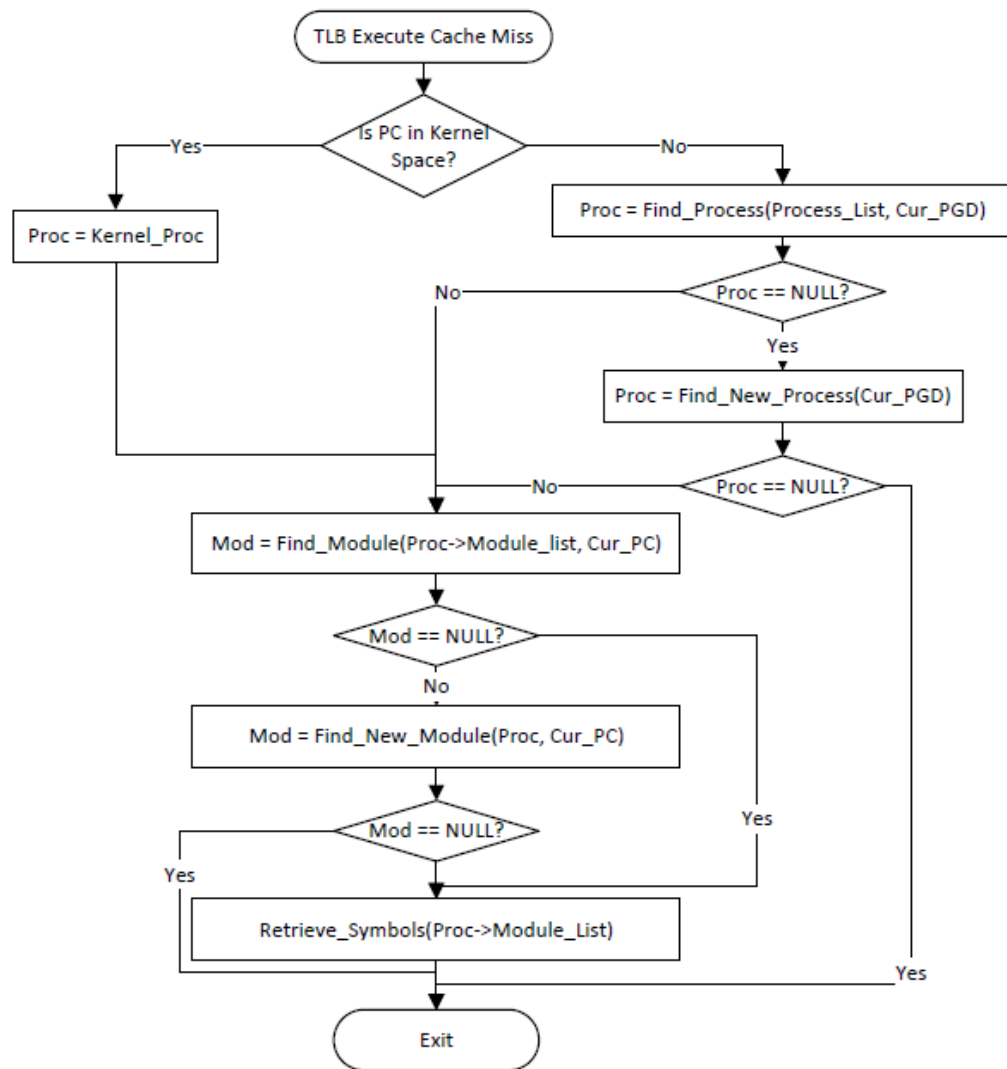 TLB Execute Cache Miss
Is PC in Kernel
Space?
Yes
No
Proc = Kernel_Proc
Proc = Find_Process(Process_List, Cur_PGD)
Proc == NULL?
No
Yes
Proc = Find_New_Process(Cur_PGD)
Proc == NULL?
No
Mod = Find_Module(Proc->Module_list, Cur_PC)
Mod == NULL?
No
Mod = Find_New_Module(Proc, Cur_PC)
Mod == NULL?
Yes
Yes
Retrieve_Symbols(Proc->Module_List)
Yes
Exit